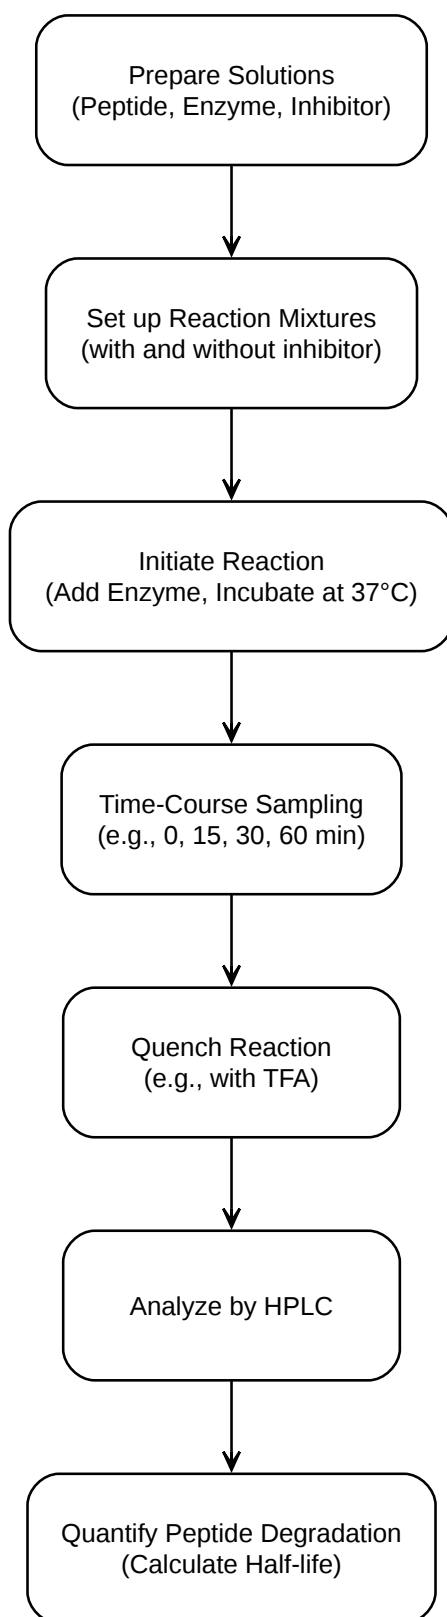 Prepare Solutions
(Peptide, Enzyme, Inhibitor)
Set up Reaction Mixtures
(with and without inhibitor)
Initiate Reaction
(Add Enzyme, Incubate at 37°C)
Time-Course Sampling
(e.g., 0, 15, 30, 60 min)
Quench Reaction
(e.g., with TFA)
Analyze by HPLC
Quantify Peptide Degradation
(Calculate Half-life)